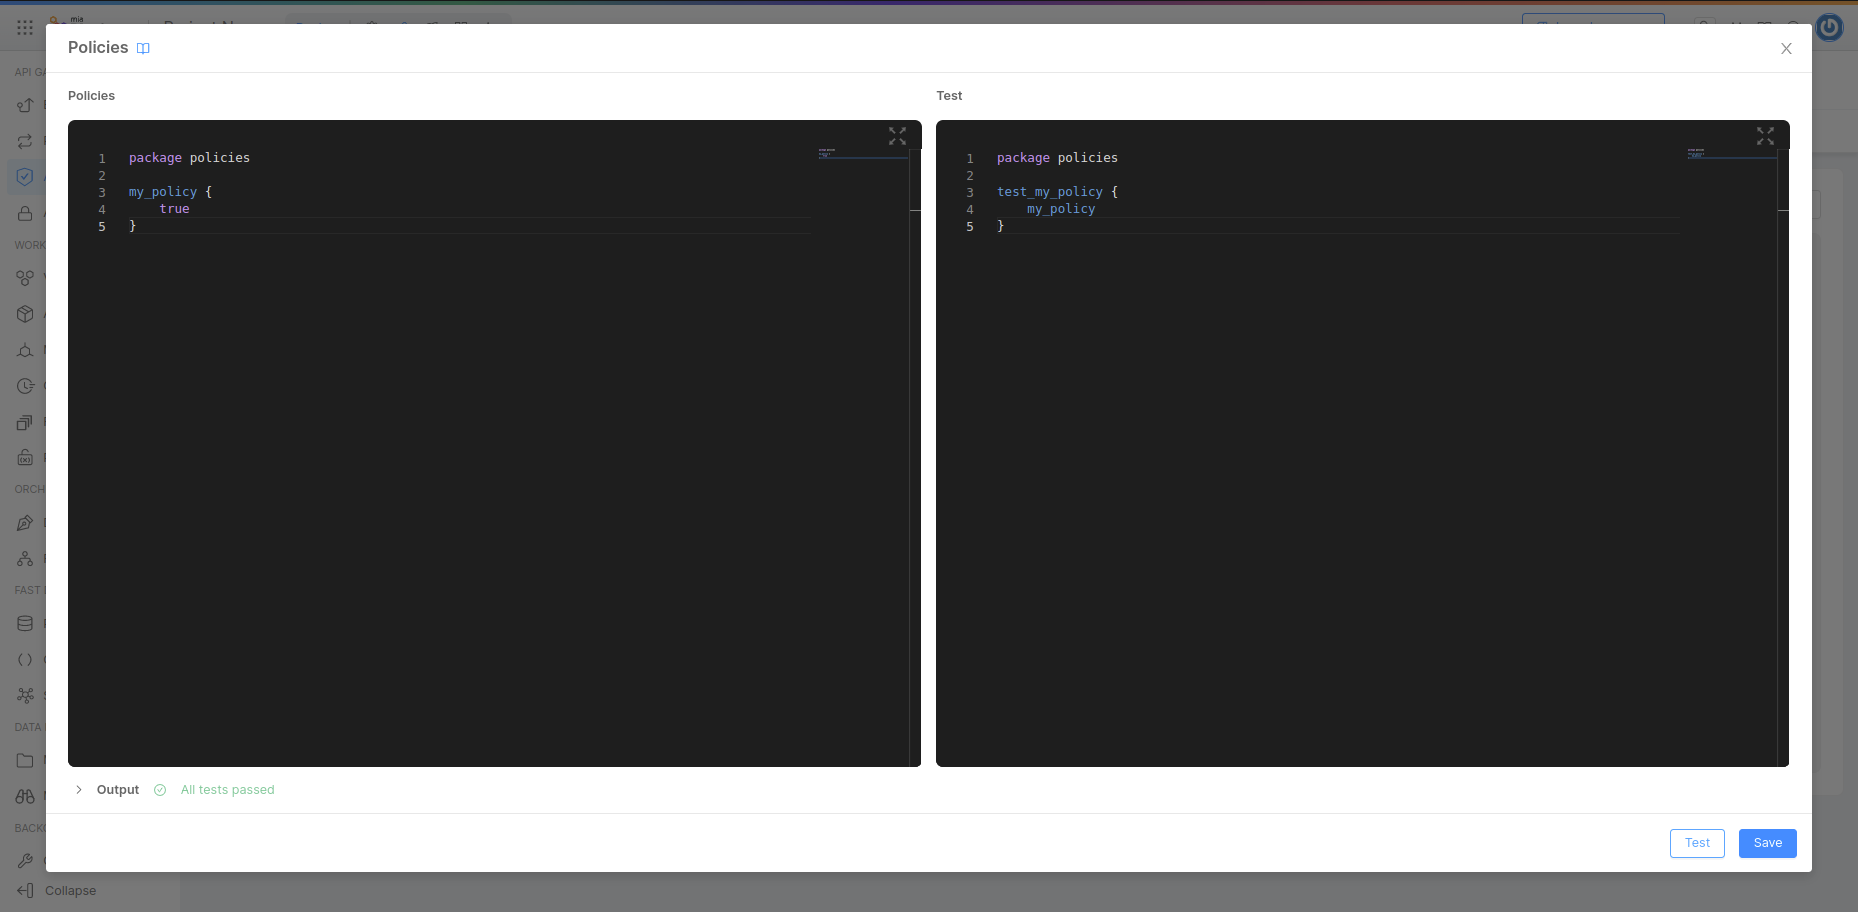 mia
Policies
Policies
Test
1 package policies
2
3 my_policy {
4 true
5 }
1 package policies
2
3 test_my_policy {
4 my_policy
5 }
Output All tests passed
Test Save
API GA
WORK
ORCH
FAST
DATA
BACK
Collapse